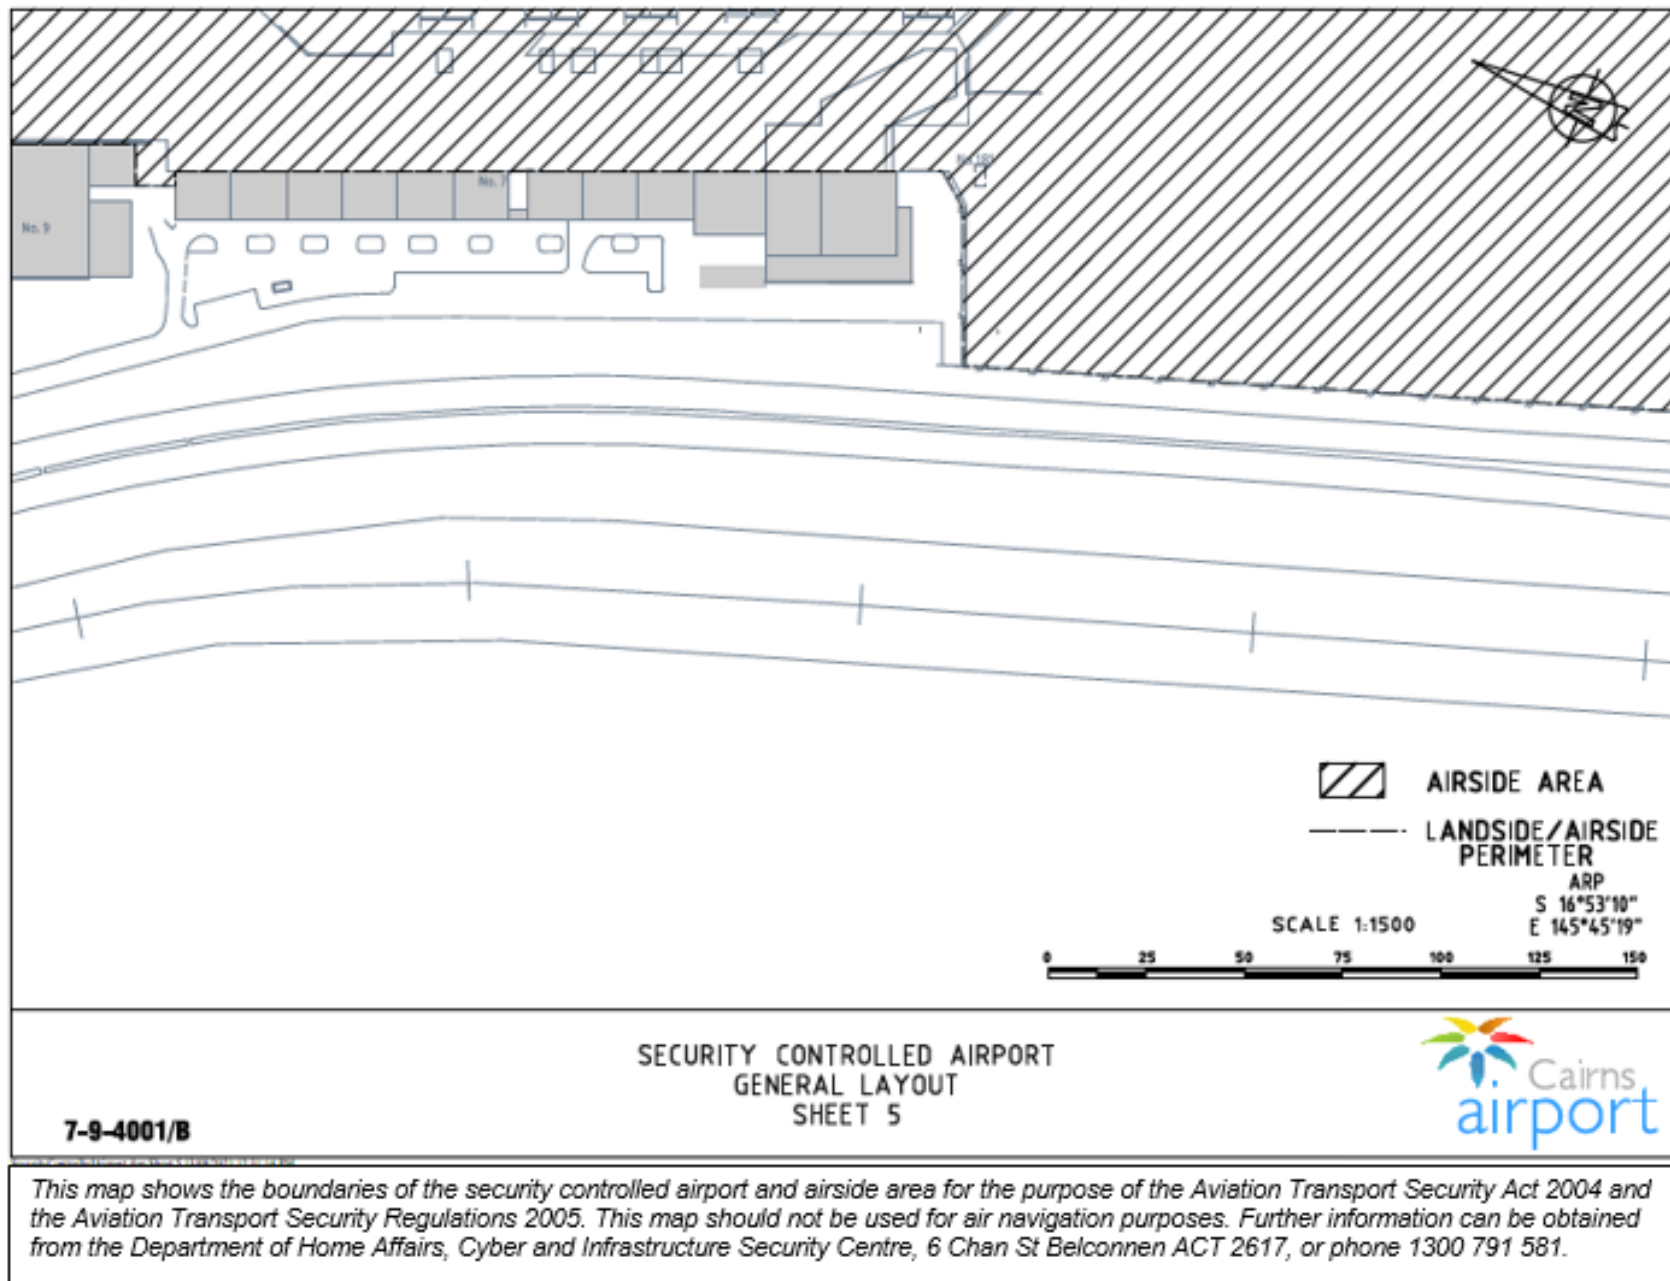 No. 181
No. 7
No. 9
N
AIRSIDE AREA
LANDSIDE/AIRSIDE
PERIMETER
ARP
S 16°53'10"
E 145°45'19"
SCALE 1:1500
0 25 50 75 100 125 150
SECURITY CONTROLLED AIRPORT
GENERAL LAYOUT
SHEET 5
7-9-4001/B
Cairns
airport
This map shows the boundaries of the security controlled airport and airside area for the purpose of the Aviation Transport Security Act 2004 and
the Aviation Transport Security Regulations 2005. This map should not be used for air navigation purposes. Further information can be obtained
from the Department of Home Affairs, Cyber and Infrastructure Security Centre, 6 Chan St Belconnen ACT 2617, or phone 1300 791 581.